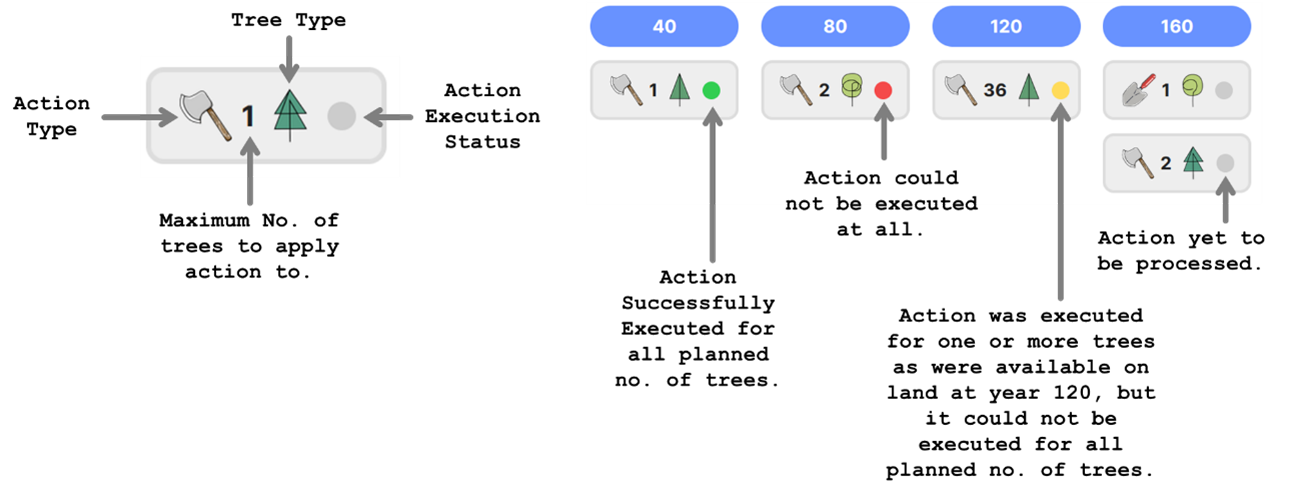 Tree Type
Action
Type
1
Action
Execution
Status
Maximum No. of
trees to apply
action to.
40
80
120
160
1
2
36
1
2
Action
Successfully
Executed for
all planned
no. of trees.
Action could
not be executed
at all.
Action was executed
for one or more trees
as were available on
land at year 120, but
it could not be
executed for all
planned no. of trees.
Action yet to
be processed.